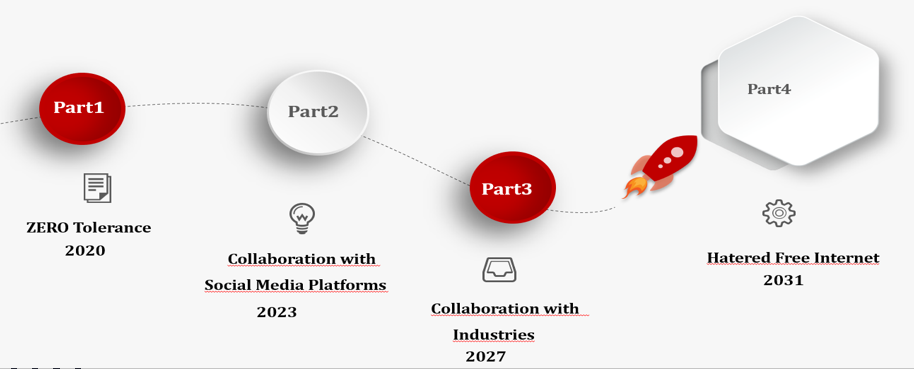 Part1
ZERO Tolerance
2020
Part2
Collaboration with
Social Media Platforms
2023
Part3
Collaboration with
Industries
2027
Part4
Hatered Free Internet
2031